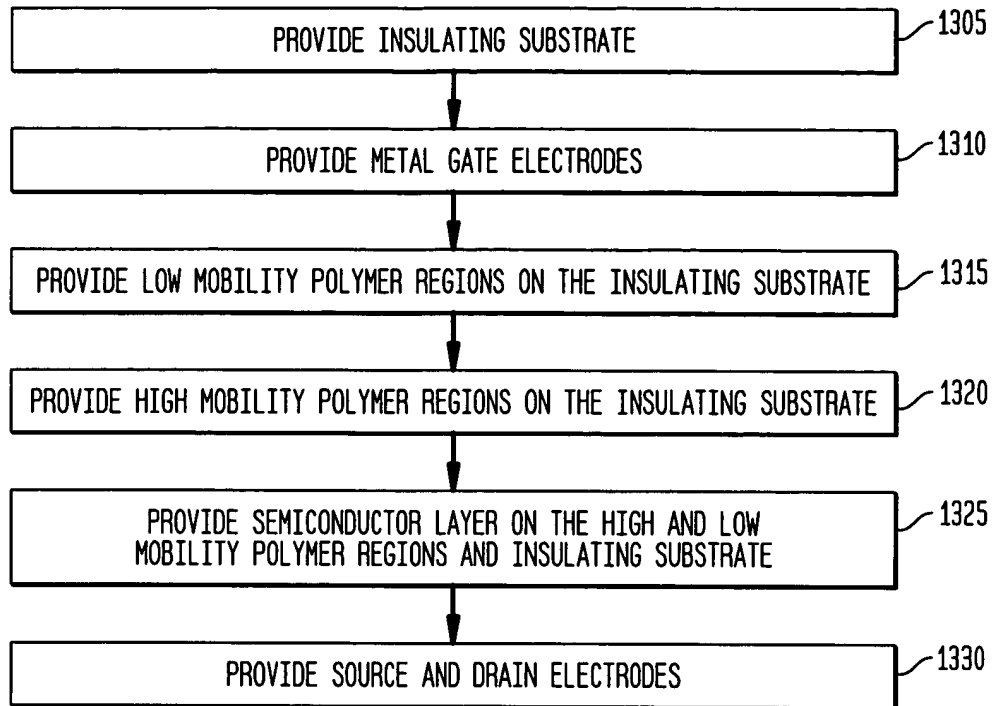 PROVIDE INSULATING SUBSTRATE
1305
PROVIDE METAL GATE ELECTRODES
1310
PROVIDE LOW MOBILITY POLYMER REGIONS ON THE INSULATING SUBSTRATE
1315
PROVIDE HIGH MOBILITY POLYMER REGIONS ON THE INSULATING SUBSTRATE
1320
PROVIDE SEMICONDUCTOR LAYER ON THE HIGH AND LOW
MOBILITY POLYMER REGIONS AND INSULATING SUBSTRATE
1325
PROVIDE SOURCE AND DRAIN ELECTRODES
1330